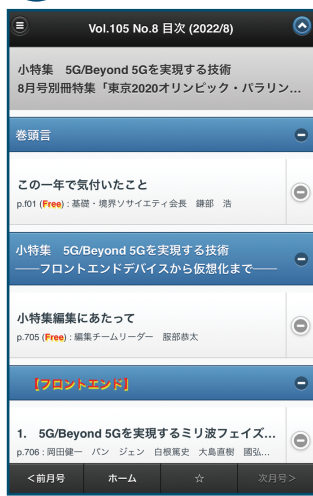 Vol.105 No.8 目次 (2022/8)
小特集　5G/Beyond 5Gを実現する技術
8月号別冊特集「東京2020オリンピック・パラリン...
巻頭言
この一年で気付いたこと
p.f01 (Free) : 基礎・境界ソサイエティ会長　鎌部　浩
小特集　5G/Beyond 5Gを実現する技術
――フロントエンドデバイスから仮想化まで――
小特集編集にあたって
p.705 (Free) : 編集チームリーダー　服部恭太
【フロントエンド】
1.　5G/Beyond 5Gを実現するミリ波フェイズ...
p.706 : 岡田健一　パン　ジェン　白根篤史　大島直樹　國弘...
<前月号　ホーム　☆　次月号>